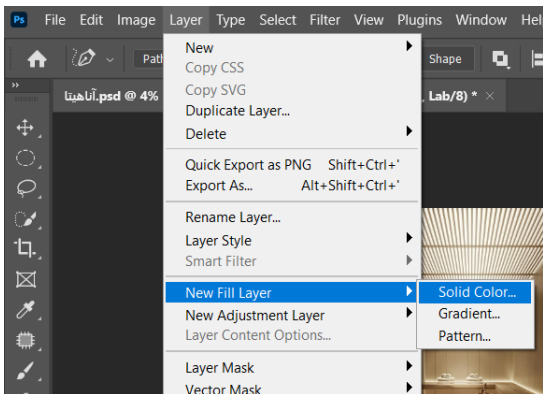 Ps File Edit Image Layer Type Select Filter View Plugins Window Hel
Shape
آناهیتا.psd @ 4%
, Lab/8) * ×
New
Copy CSS
Copy SVG
Duplicate Layer...
Delete
Quick Export as PNG Shift+Ctrl+'
Export As... Alt+Shift+Ctrl+'
Rename Layer...
Layer Style
Smart Filter
New Fill Layer
Solid Color...
New Adjustment Layer
Gradient...
Layer Content Options...
Pattern...
Layer Mask
Vector Mask